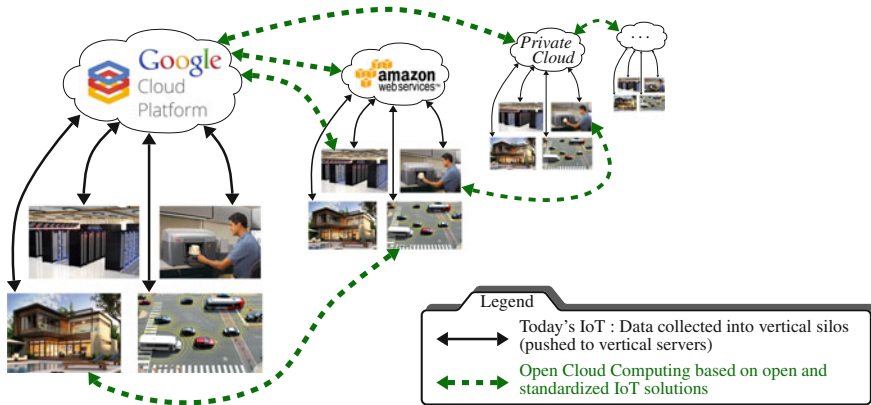 Google
Cloud
Platform
amazon
webservices™
Private
Cloud
...
Legend
Today's IoT : Data collected into vertical silos
(pushed to vertical servers)
Open Cloud Computing based on open and
standardized IoT solutions